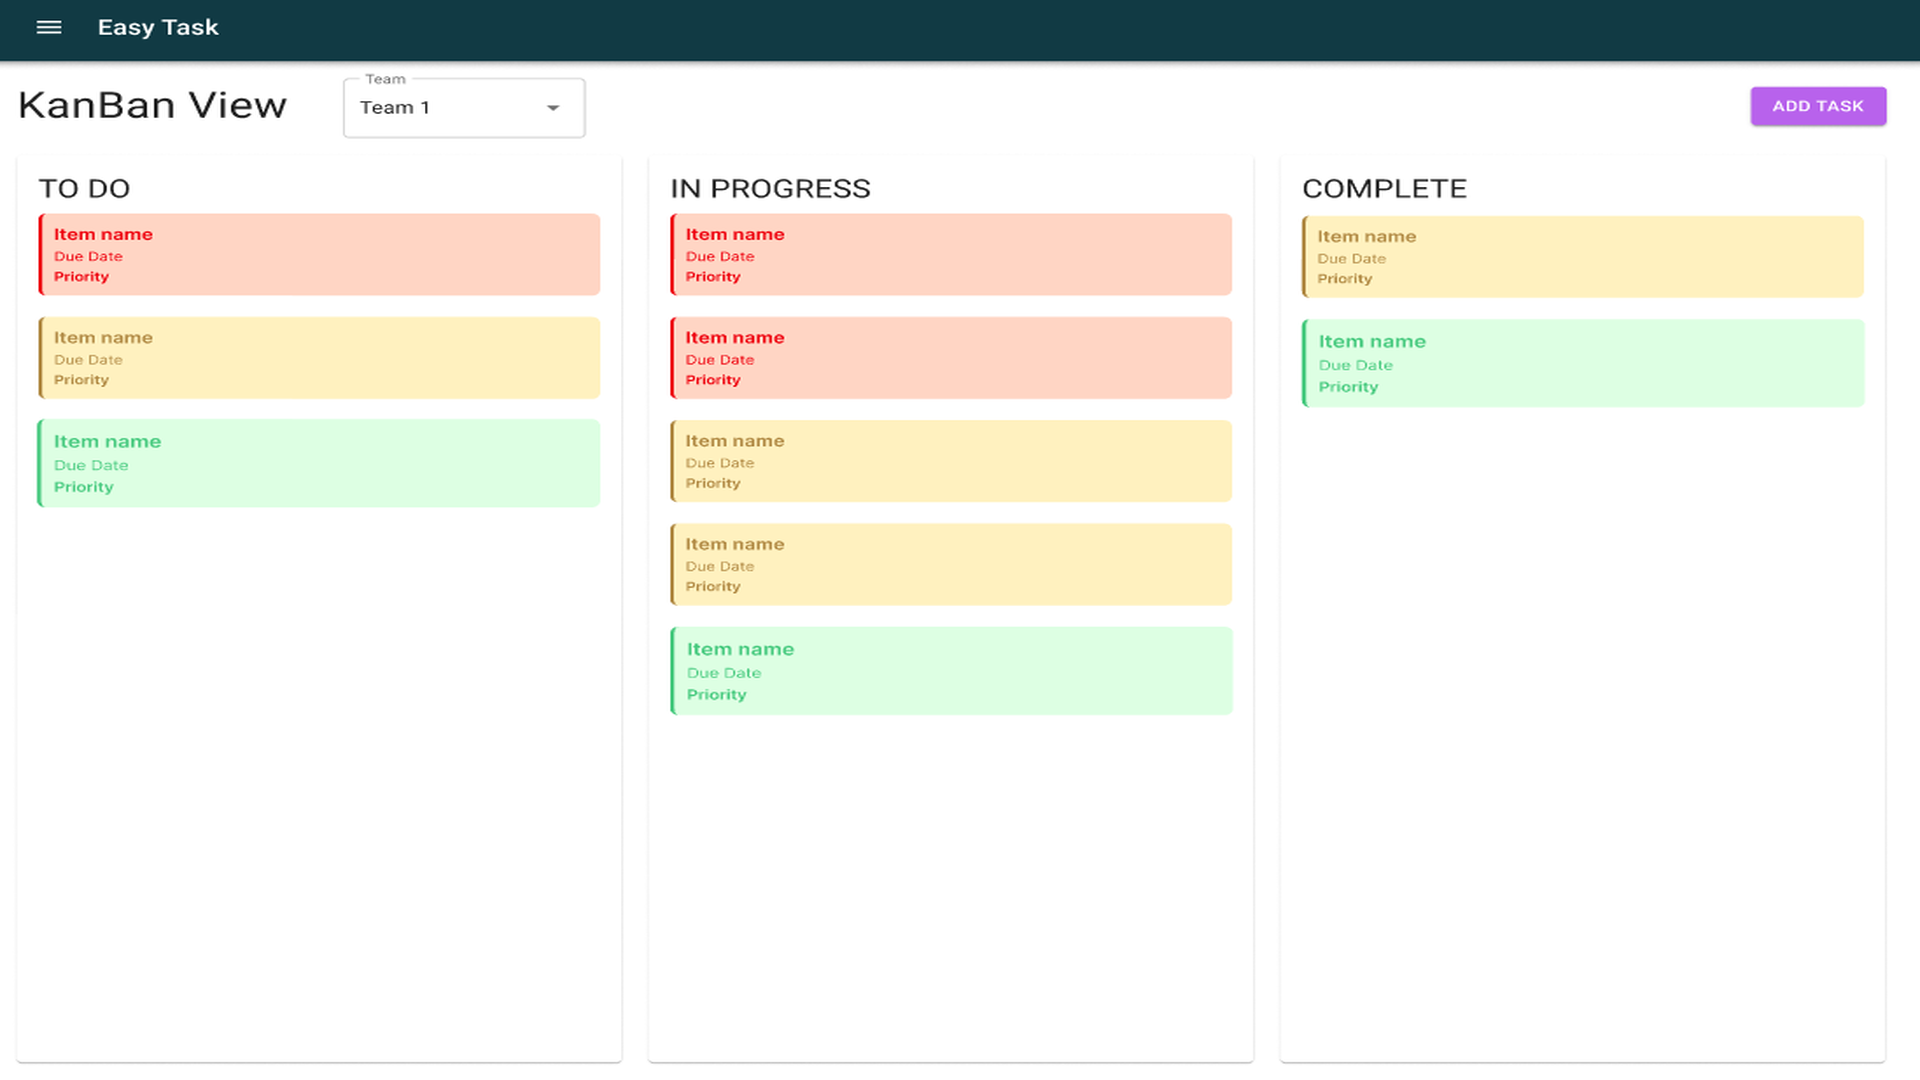 Easy Task
KanBan View
Team
Team 1
ADD TASK
TO DO
Item name
Due Date
Priority
Item name
Due Date
Priority
Item name
Due Date
Priority
IN PROGRESS
Item name
Due Date
Priority
Item name
Due Date
Priority
Item name
Due Date
Priority
Item name
Due Date
Priority
Item name
Due Date
Priority
COMPLETE
Item name
Due Date
Priority
Item name
Due Date
Priority